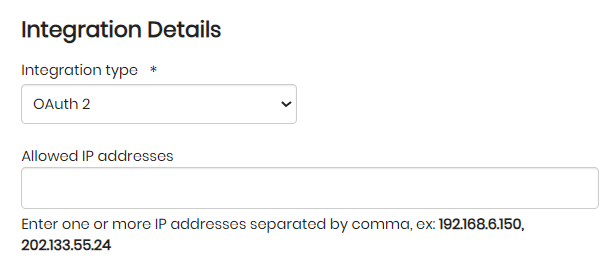 Integration Details
Integration type *
OAuth 2
Allowed IP addresses
Enter one or more IP addresses separated by comma, ex: 192.168.6.150,
202.133.55.24